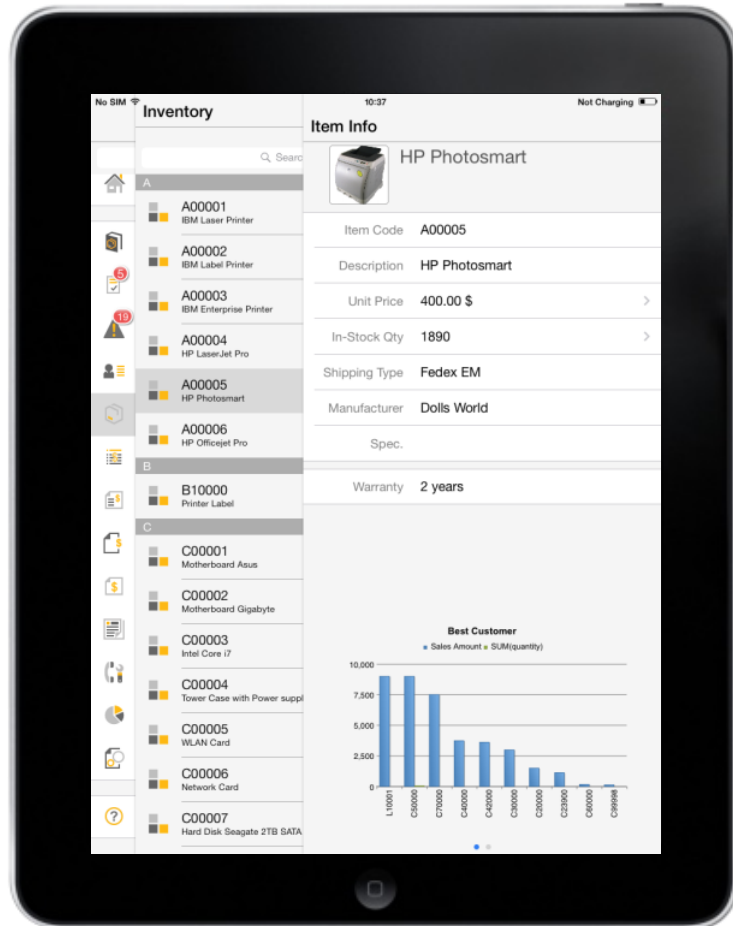 No SIM
10:37
Not Charging
Inventory
Item Info
Searc
A
A00001
IBM Laser Printer
A00002
IBM Label Printer
A00003
IBM Enterprise Printer
A00004
HP LaserJet Pro
A00005
HP Photosmart
A00006
HP Officejet Pro
B
B10000
Printer Label
C
C00001
Motherboard Asus
C00002
Motherboard Gigabyte
C00003
Intel Core i7
C00004
Tower Case with Power suppl
C00005
WLAN Card
C00006
Network Card
C00007
Hard Disk Seagate 2TB SATA
5
19
$
$
$
?
HP Photosmart
Item Code A00005
Description HP Photosmart
Unit Price 400.00 $
In-Stock Qty 1890
Shipping Type Fedex EM
Manufacturer Dolls World
Spec.
Warranty 2 years
Best Customer
Sales Amount SUM(quantity)
10,000
7,500
5,000
2,500
0
L10001
C50000
C70000
C40000
C42000
C30000
C20000
C23900
C60000
C99998